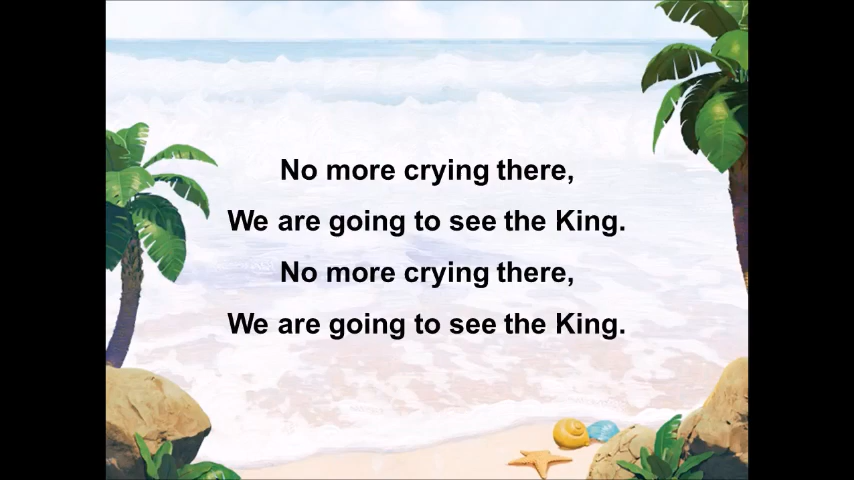 No more crying there,
We are going to see the King.
No more crying there,
We are going to see the King.